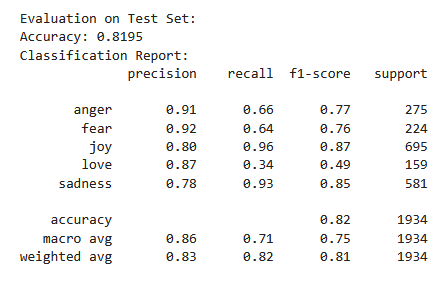 Evaluation on Test Set:
Accuracy: 0.8195
Classification Report:
precision recall f1-score support
anger 0.91 0.66 0.77 275
fear 0.92 0.64 0.76 224
joy 0.80 0.96 0.87 695
love 0.87 0.34 0.49 159
sadness 0.78 0.93 0.85 581
accuracy 0.82 1934
macro avg 0.86 0.71 0.75 1934
weighted avg 0.83 0.82 0.81 1934